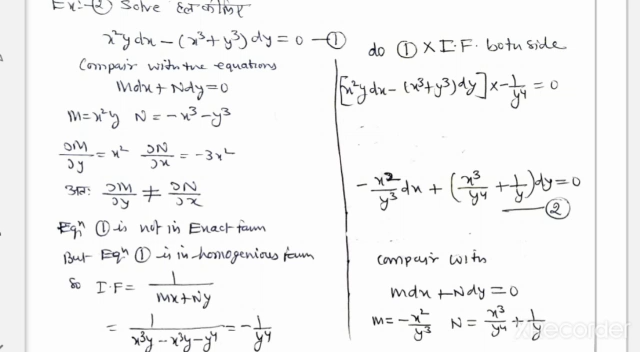 Ex:-② Solve हल कीजिए
x²y dx - (x³+y³) dy = 0 -①
Compair with the equations
Mdx + Ndy = 0
M = x²y N = -x³-y³
∂M/∂y = x² ∂N/∂x = -3x²
अतः ∂M/∂y ≠ ∂N/∂x
Eqⁿ ① is not in Exact form
But Eqⁿ ① is in homogenious form
So I.F = 1/(Mx+Ny)
= 1/(x³y - x³y - y⁴) = -1/y⁴
do ① X I.F. both side
[x²y dx - (x³+y³) dy] × -1/y⁴ = 0
-x²/y³ dx + (x³/y⁴ + 1/y) dy = 0
②
compair with
mdx + Ndy = 0
M = -x²/y³ N = x³/y⁴ + 1/y